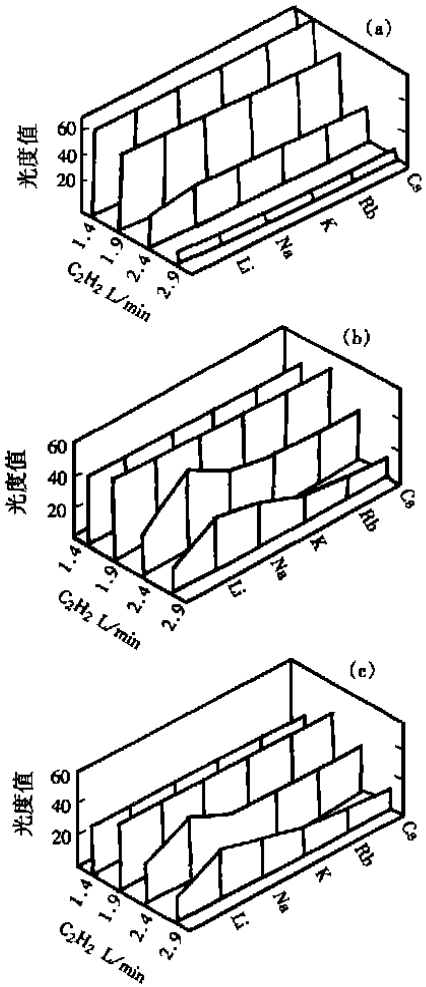 (a)
60
40
20
光度值
1.4
1.9
2.4
2.9
C₂H₂ L/min
Li
Na
K
Rb
Cs
(b)
60
40
20
光度值
1.4
1.9
2.4
2.9
C₂H₂ L/min
Li
Na
K
Rb
Cs
(c)
60
40
20
光度值
1.4
1.9
2.4
2.9
C₂H₂ L/min
Li
Na
K
Rb
Cs